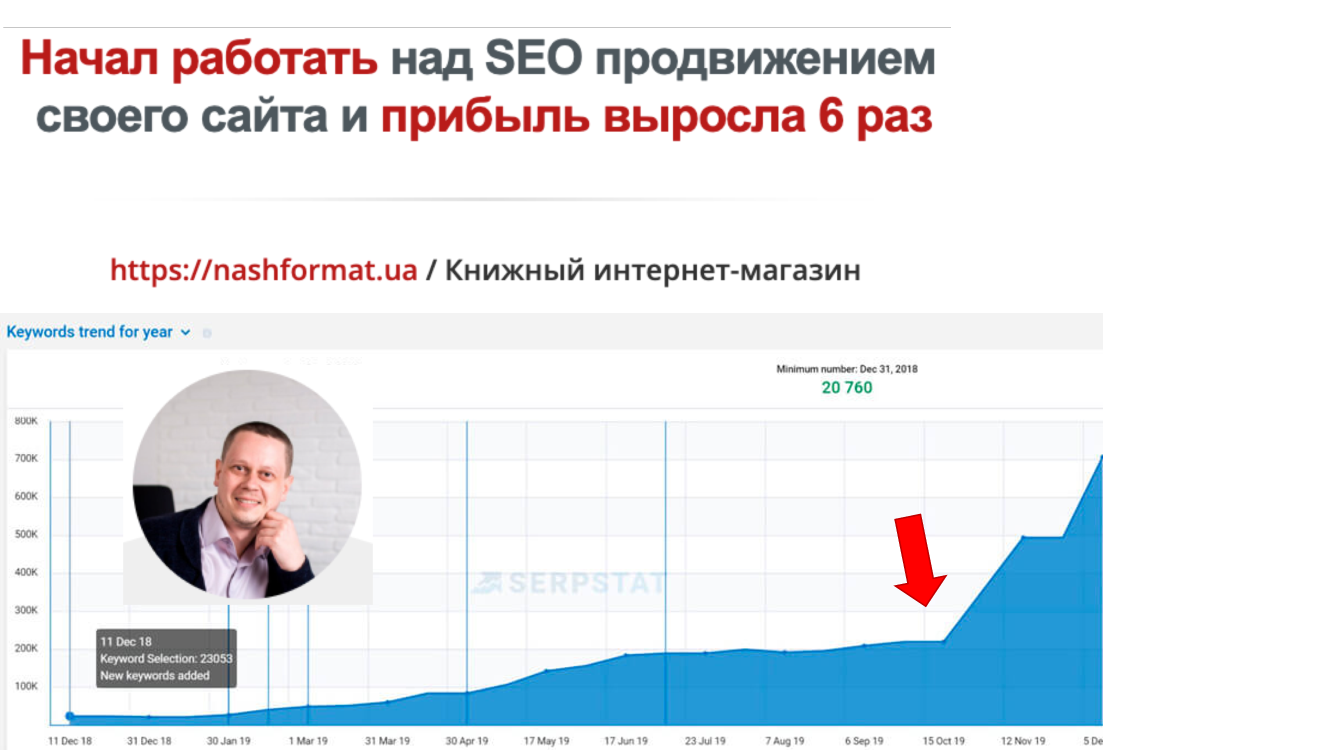 Начал работать над SEO продвижением
своего сайта и прибыль выросла 6 раз
https://nashformat.ua / Книжный интернет-магазин
Keywords trend for year
Minimum number: Dec 31, 2018
20 760
800K
700K
600K
500K
400K
300K
200K
100K
SERPSTAT
11 Dec 18
Keyword Selection: 23053
New keywords added
11 Dec 18 31 Dec 18 30 Jan 19 1 Mar 19 31 Mar 19 30 Apr 19 17 May 19 17 Jun 19 23 Jul 19 7 Aug 19 6 Sep 19 15 Oct 19 12 Nov 19 5 De